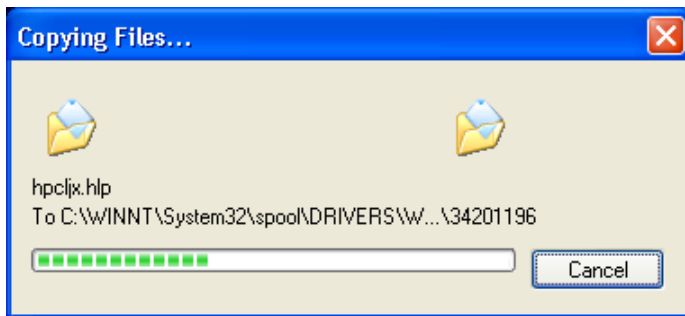 Copying Files...
hpcljx.hlp
To C:\WINNT\System32\spool\DRIVERS\W...\34201196
Cancel